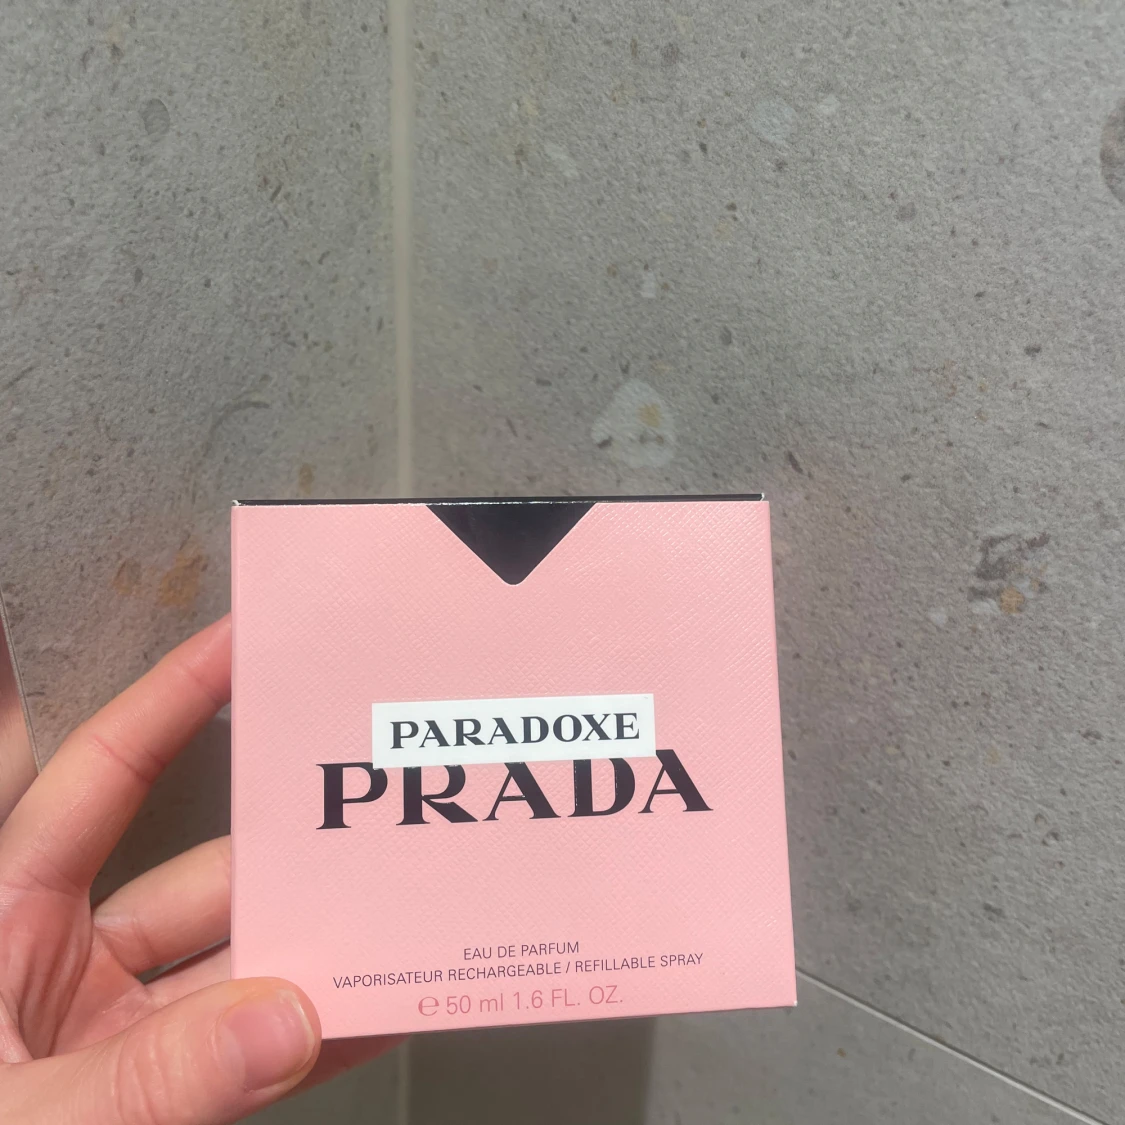 PARADOXE
PRADA
EAU DE PARFUM
VAPORISATEUR RECHARGEABLE / REFILLABLE SPRAY
℮ 50 ml 1.6 FL. OZ.